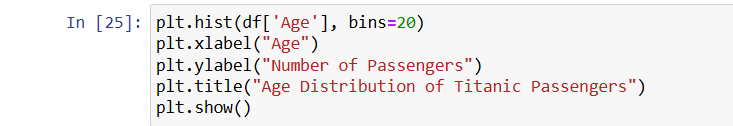 In [25]: plt.hist(df['Age'], bins=20)
plt.xlabel("Age")
plt.ylabel("Number of Passengers")
plt.title("Age Distribution of Titanic Passengers")
plt.show()